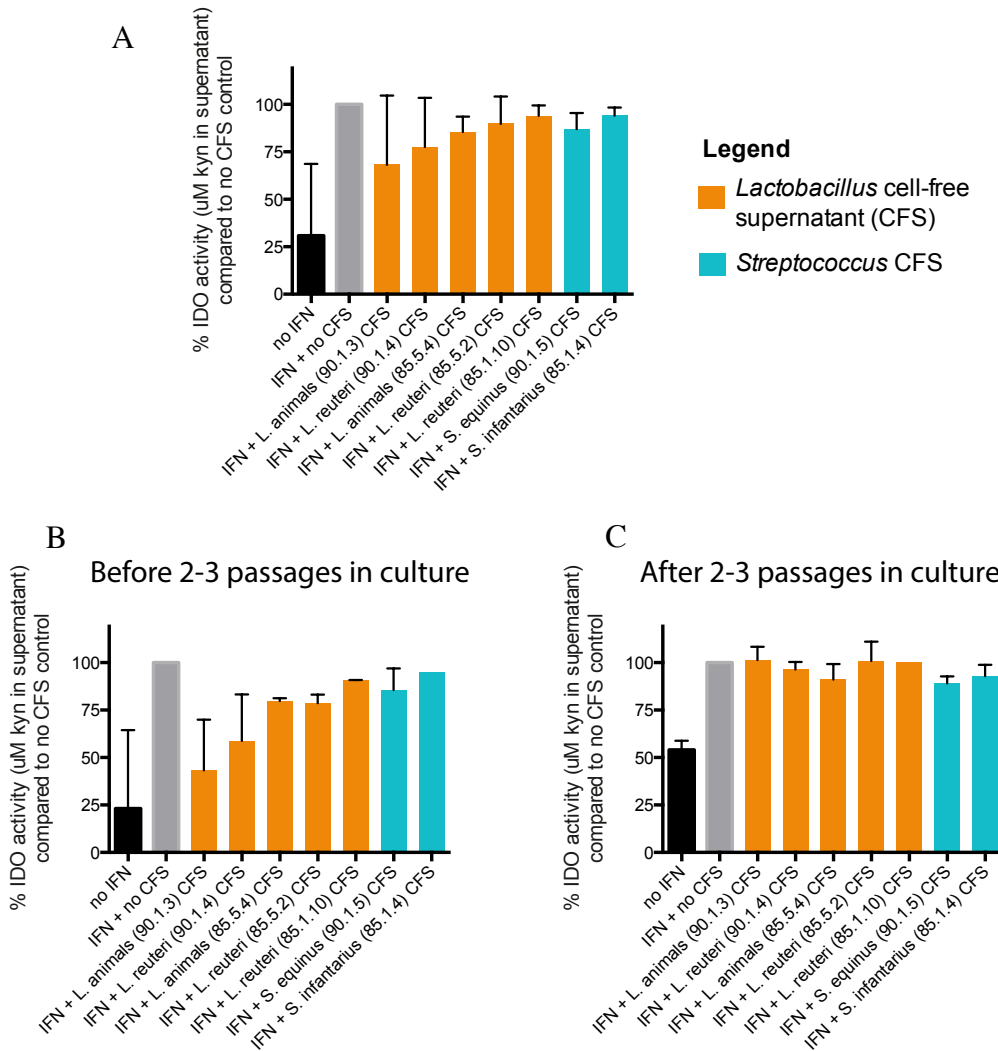 A
% IDO activity (uM kyn in supernatant)
compared to no CFS control
100
75
50
25
0
no IFN
IFN + no CFS
IFN + L. animals (90.1.3) CFS
IFN + L. reuteri (90.1.4) CFS
IFN + L. animals (85.5.4) CFS
IFN + L. reuteri (85.5.2) CFS
IFN + L. reuteri (85.1.10) CFS
IFN + S. equinus (90.1.5) CFS
IFN + S. infantarius (85.1.4) CFS
Legend
Lactobacillus cell-free
supernatant (CFS)
Streptococcus CFS
B
Before 2-3 passages in culture
% IDO activity (uM kyn in supernatant)
compared to no CFS control
100
75
50
25
0
no IFN
IFN + no CFS
IFN + L. animals (90.1.3) CFS
IFN + L. reuteri (90.1.4) CFS
IFN + L. animals (85.5.4) CFS
IFN + L. reuteri (85.5.2) CFS
IFN + L. reuteri (85.1.10) CFS
IFN + S. equinus (90.1.5) CFS
IFN + S. infantarius (85.1.4) CFS
C
After 2-3 passages in culture
% IDO activity (uM kyn in supernatant)
compared to no CFS control
100
75
50
25
0
no IFN
IFN + no CFS
IFN + L. animals (90.1.3) CFS
IFN + L. reuteri (90.1.4) CFS
IFN + L. animals (85.5.4) CFS
IFN + L. reuteri (85.5.2) CFS
IFN + L. reuteri (85.1.10) CFS
IFN + S. equinus (90.1.5) CFS
IFN + S. infantarius (85.1.4) CFS